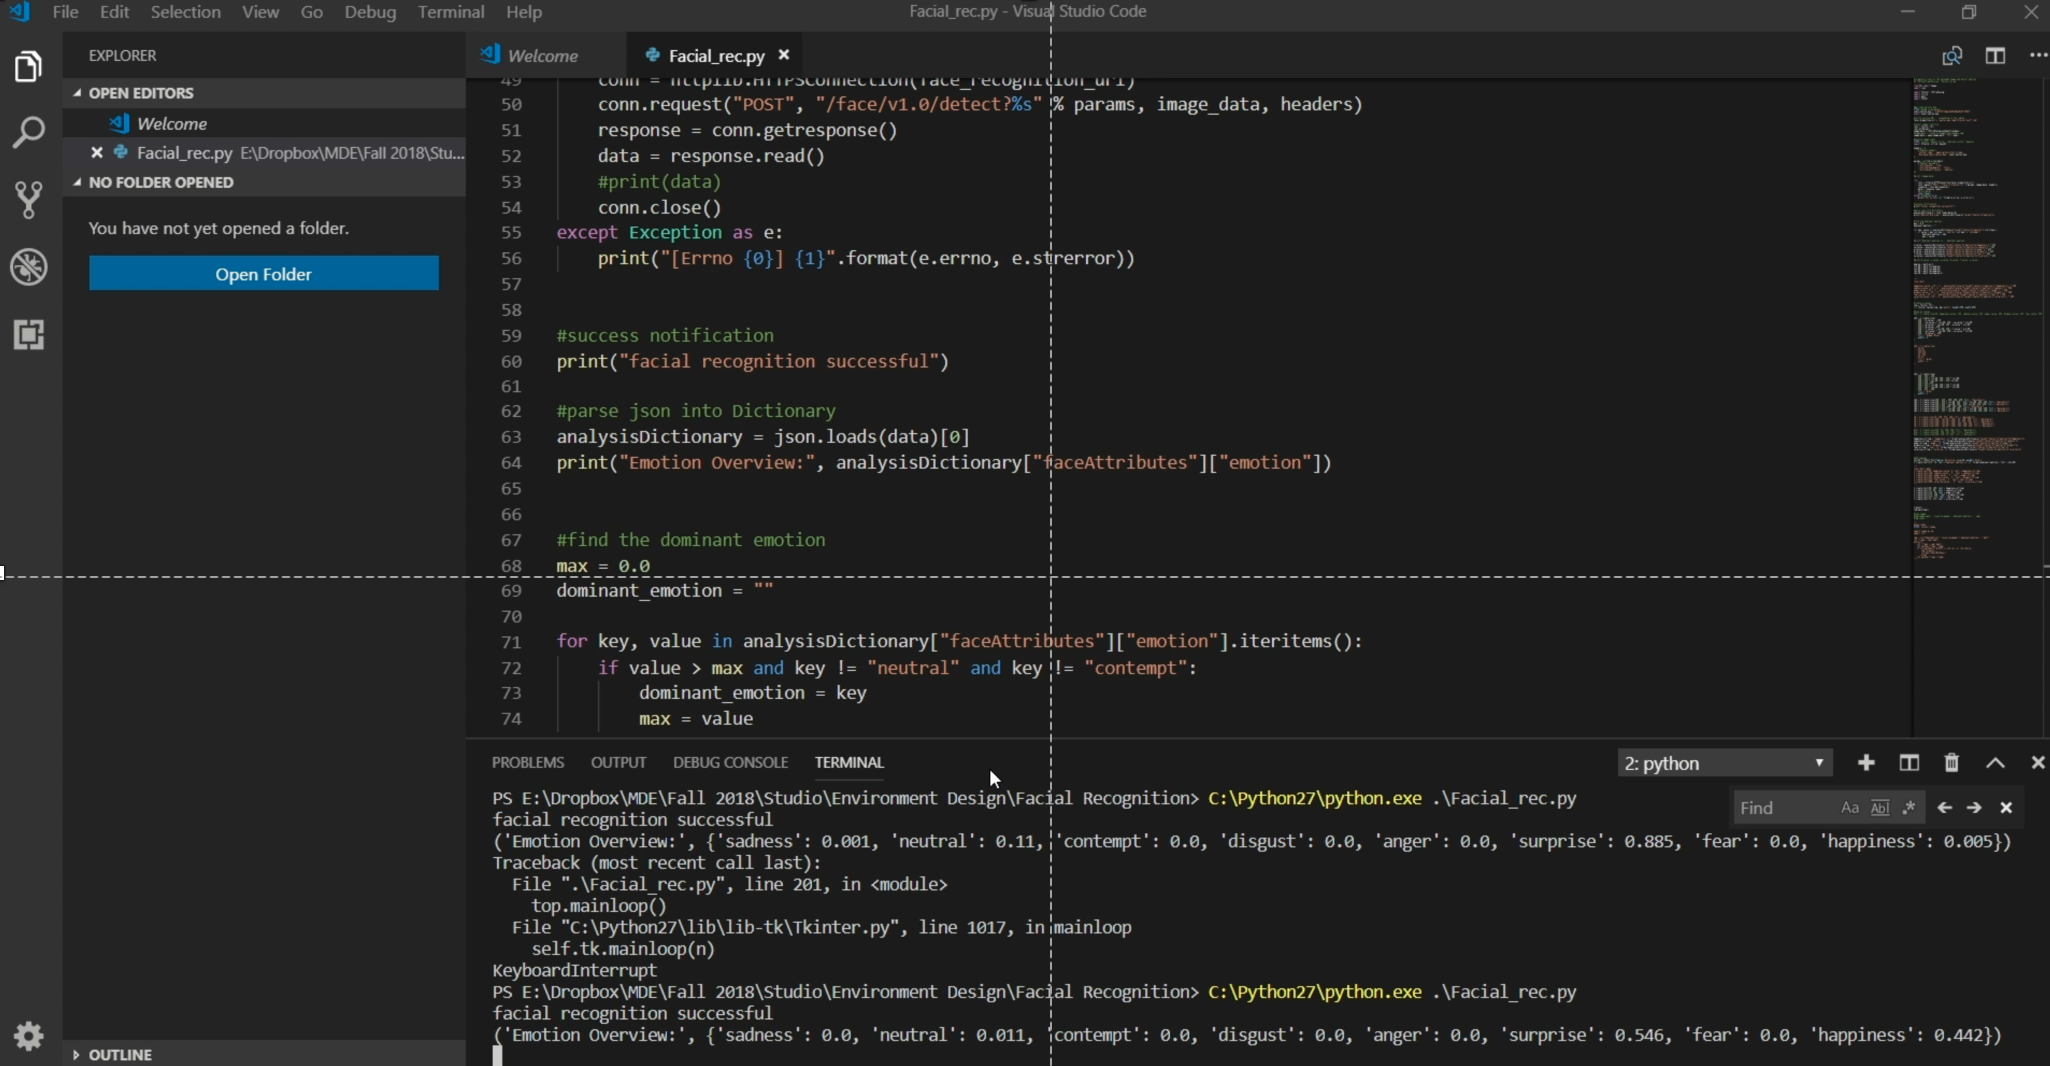 File Edit Selection View Go Debug Terminal Help
Facial_rec.py - Visual Studio Code
EXPLORER
OPEN EDITORS
Welcome
Facial_rec.py E:\Dropbox\MDE\Fall 2018\Stu...
NO FOLDER OPENED
You have not yet opened a folder.
Open Folder
OUTLINE
Welcome
Facial_rec.py
49 conn = httplib.HTTPSConnection(face_recognition_url)
50 conn.request("POST", "/face/v1.0/detect?%s" % params, image_data, headers)
51 response = conn.getresponse()
52 data = response.read()
53 #print(data)
54 conn.close()
55 except Exception as e:
56 print("[Errno {0}] {1}".format(e.errno, e.strerror))
57
58
59 #success notification
60 print("facial recognition successful")
61
62 #parse json into Dictionary
63 analysisDictionary = json.loads(data)[0]
64 print("Emotion Overview:", analysisDictionary["faceAttributes"]["emotion"])
65
66
67 #find the dominant emotion
68 max = 0.0
69 dominant_emotion = ""
70
71 for key, value in analysisDictionary["faceAttributes"]["emotion"].iteritems():
72 if value > max and key != "neutral" and key != "contempt":
73 dominant_emotion = key
74 max = value
PROBLEMS OUTPUT DEBUG CONSOLE TERMINAL
2: python
Find Aa Abl .*
PS E:\Dropbox\MDE\Fall 2018\Studio\Environment Design\Facial Recognition> C:\Python27\python.exe .\Facial_rec.py
facial recognition successful
('Emotion Overview:', {'sadness': 0.001, 'neutral': 0.11, 'contempt': 0.0, 'disgust': 0.0, 'anger': 0.0, 'surprise': 0.885, 'fear': 0.0, 'happiness': 0.005})
Traceback (most recent call last):
File ".\Facial_rec.py", line 201, in <module>
top.mainloop()
File "C:\Python27\lib\lib-tk\Tkinter.py", line 1017, in mainloop
self.tk.mainloop(n)
KeyboardInterrupt
PS E:\Dropbox\MDE\Fall 2018\Studio\Environment Design\Facial Recognition> C:\Python27\python.exe .\Facial_rec.py
facial recognition successful
('Emotion Overview:', {'sadness': 0.0, 'neutral': 0.011, 'contempt': 0.0, 'disgust': 0.0, 'anger': 0.0, 'surprise': 0.546, 'fear': 0.0, 'happiness': 0.442})